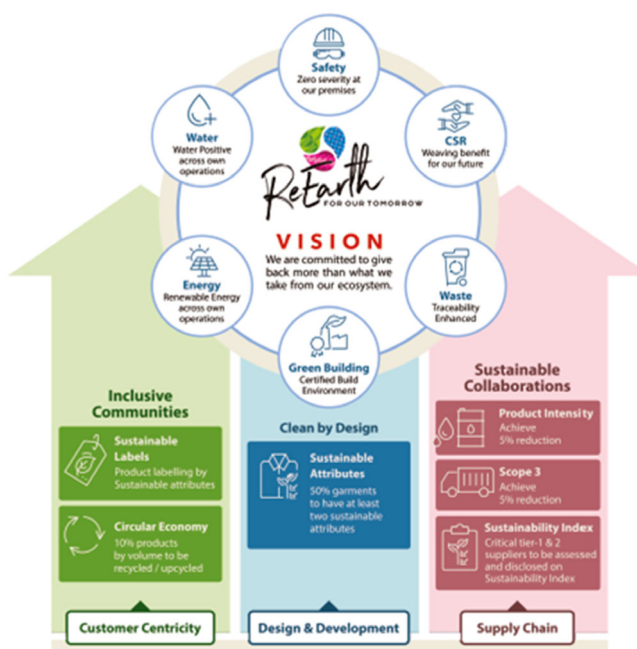 Safety
Zero severity at
our premises
Water
Water Positive
across own
operations
CSR
Weaving benefit
for our future
ReEarth
FOR OUR TOMORROW
VISION
We are committed to give
back more than what we
take from our ecosystem.
Energy
Renewable Energy
across own
operations
Waste
Traceability
Enhanced
Green Building
Certified Build
Environment
Inclusive
Communities
Sustainable
Labels
Product labelling by
Sustainable attributes
Circular Economy
10% products
by volume to be
recycled / upcycled
Customer Centricity
Clean by Design
Sustainable
Attributes
50% garments
to have at least
two sustainable
attributes
Design & Development
Sustainable
Collaborations
Product Intensity
Achieve
5% reduction
Scope 3
Achieve
5% reduction
Sustainability Index
Critical tier-1 & 2
suppliers to be assessed
and disclosed on
Sustainability Index
Supply Chain